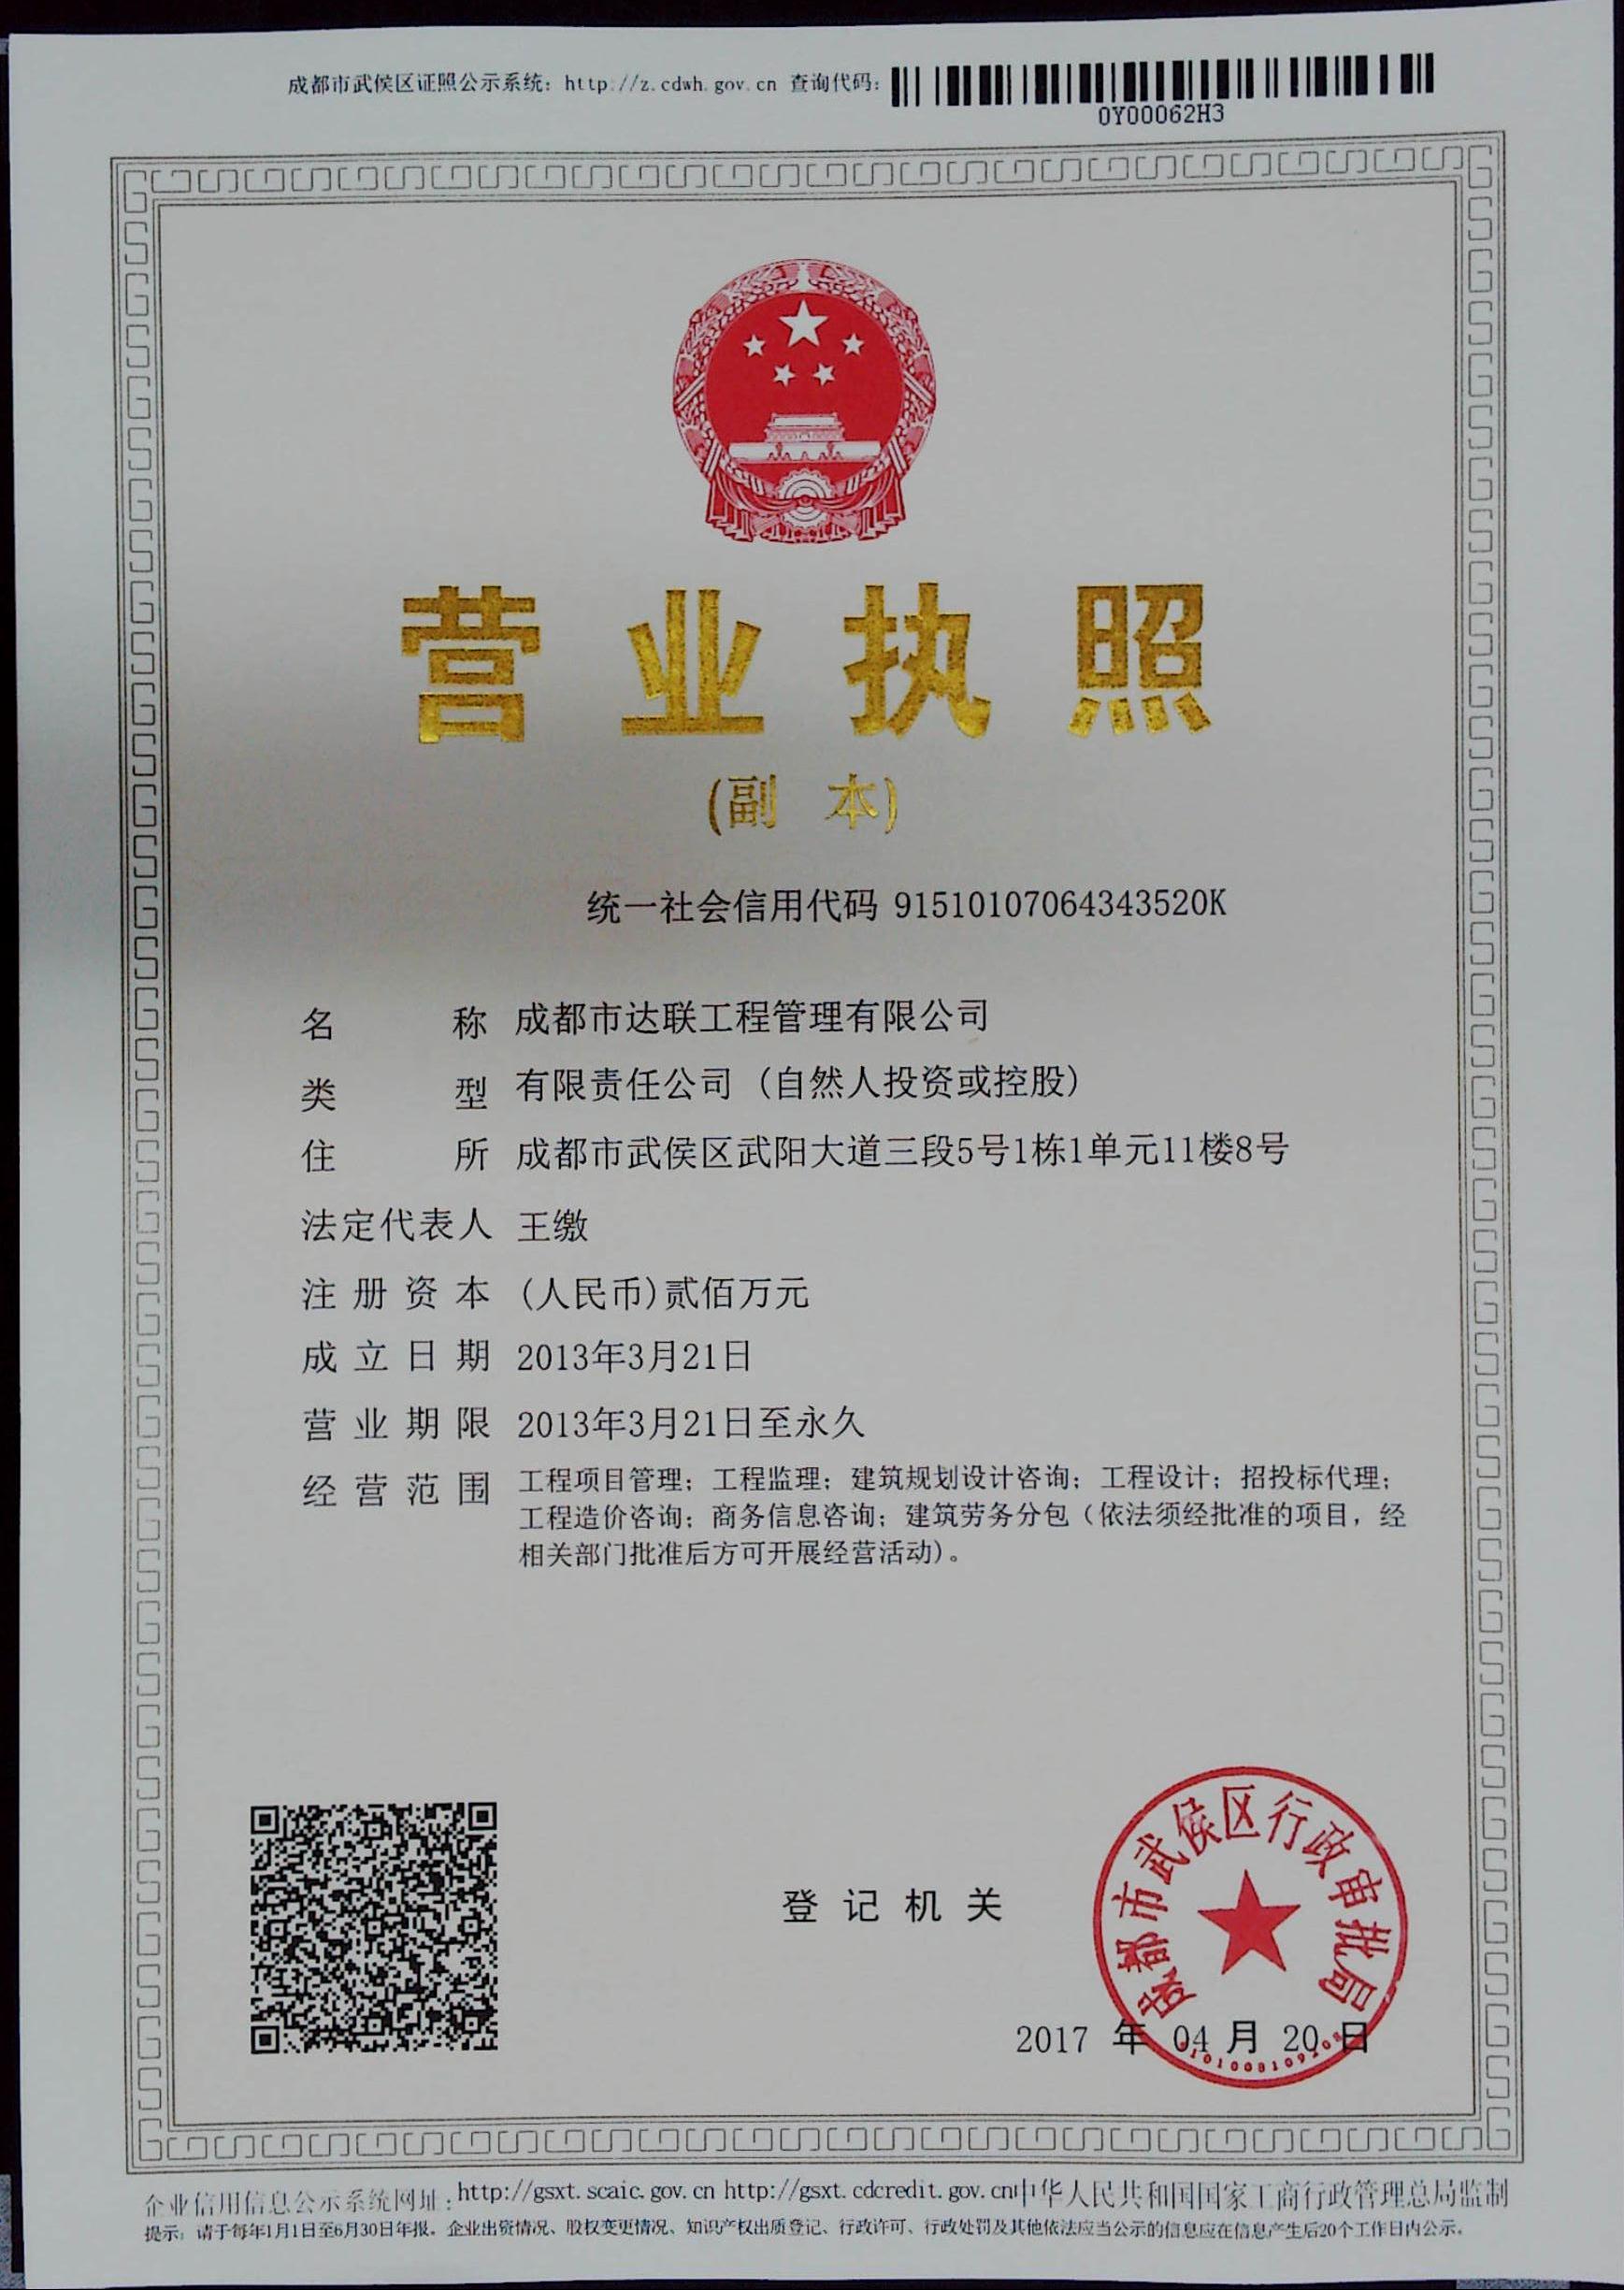 成都市武侯区证照公示系统：http://z.cdwh.gov.cn 查询代码：
0Y00062H3
营业执照
(副 本)
统一社会信用代码 91510107064343520K
名 称 成都市达联工程管理有限公司
类 型 有限责任公司（自然人投资或控股）
住 所 成都市武侯区武阳大道三段5号1栋1单元11楼8号
法定代表人 王缴
注册资本 (人民币)贰佰万元
成立日期 2013年3月21日
营业期限 2013年3月21日至永久
经营范围 工程项目管理；工程监理；建筑规划设计咨询；工程设计；招投标代理；
工程造价咨询；商务信息咨询；建筑劳务分包（依法须经批准的项目，经
相关部门批准后方可开展经营活动）。
成都市武侯区行政审批局
登记机关
2017 年 04 月 20 日
企业信用信息公示系统网址：http://gsxt.scaic.gov.cn http://gsxt.cdcredit.gov.cn中华人民共和国国家工商行政管理总局监制
提示：请于每年1月1日至6月30日年报。企业出资情况、股权变更情况、知识产权出质登记、行政许可、行政处罚及其他依法应当公示的信息应在信息产生后20个工作日内公示。